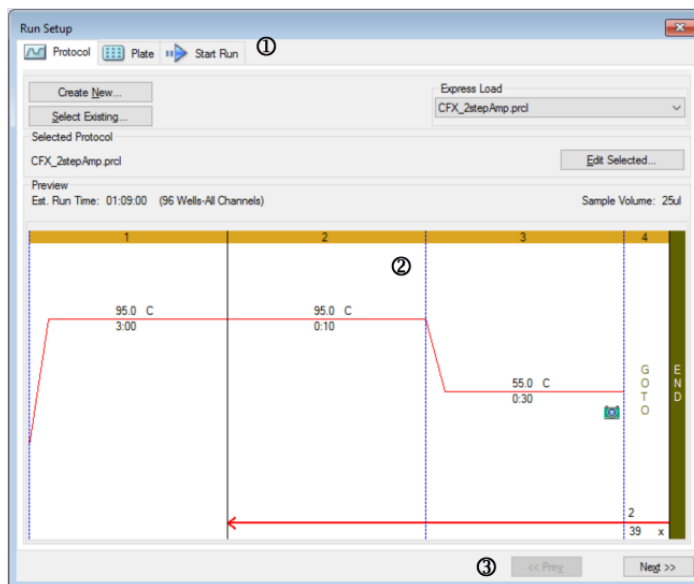 Run Setup
Protocol Plate Start Run ①
Create New...
Select Existing...
Express Load
CFX_2stepAmp.prcl
Selected Protocol
CFX_2stepAmp.prcl
Edit Selected...
Preview
Est. Run Time: 01:09:00 (96 Wells-All Channels) Sample Volume: 25ul
1 2 3 4
②
95.0 C 95.0 C
3:00 0:10
55.0 C
0:30
GOTO
END
2
39 x
③ << Prev Next >>